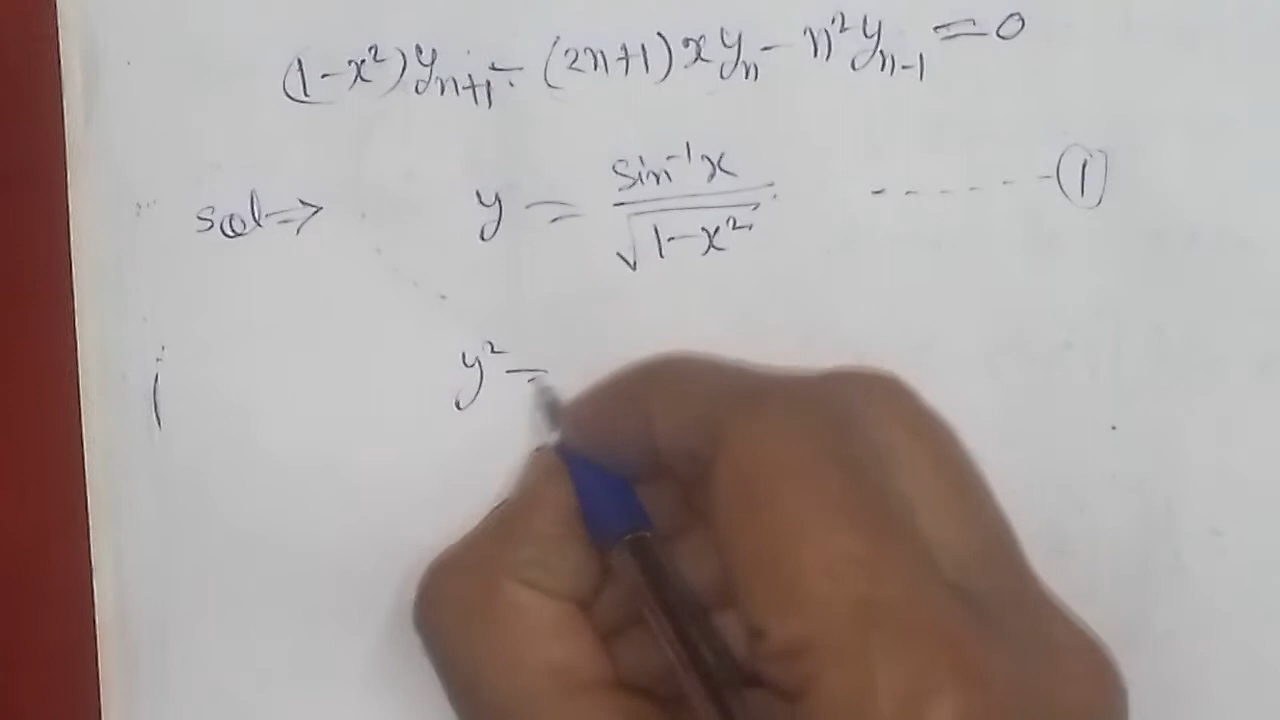 (1-x²)yₙ₊₁ - (2n+1)xyₙ - n²yₙ₋₁ = 0
sol⇒ y = sin⁻¹x / √(1-x²) ------- ①
y² =